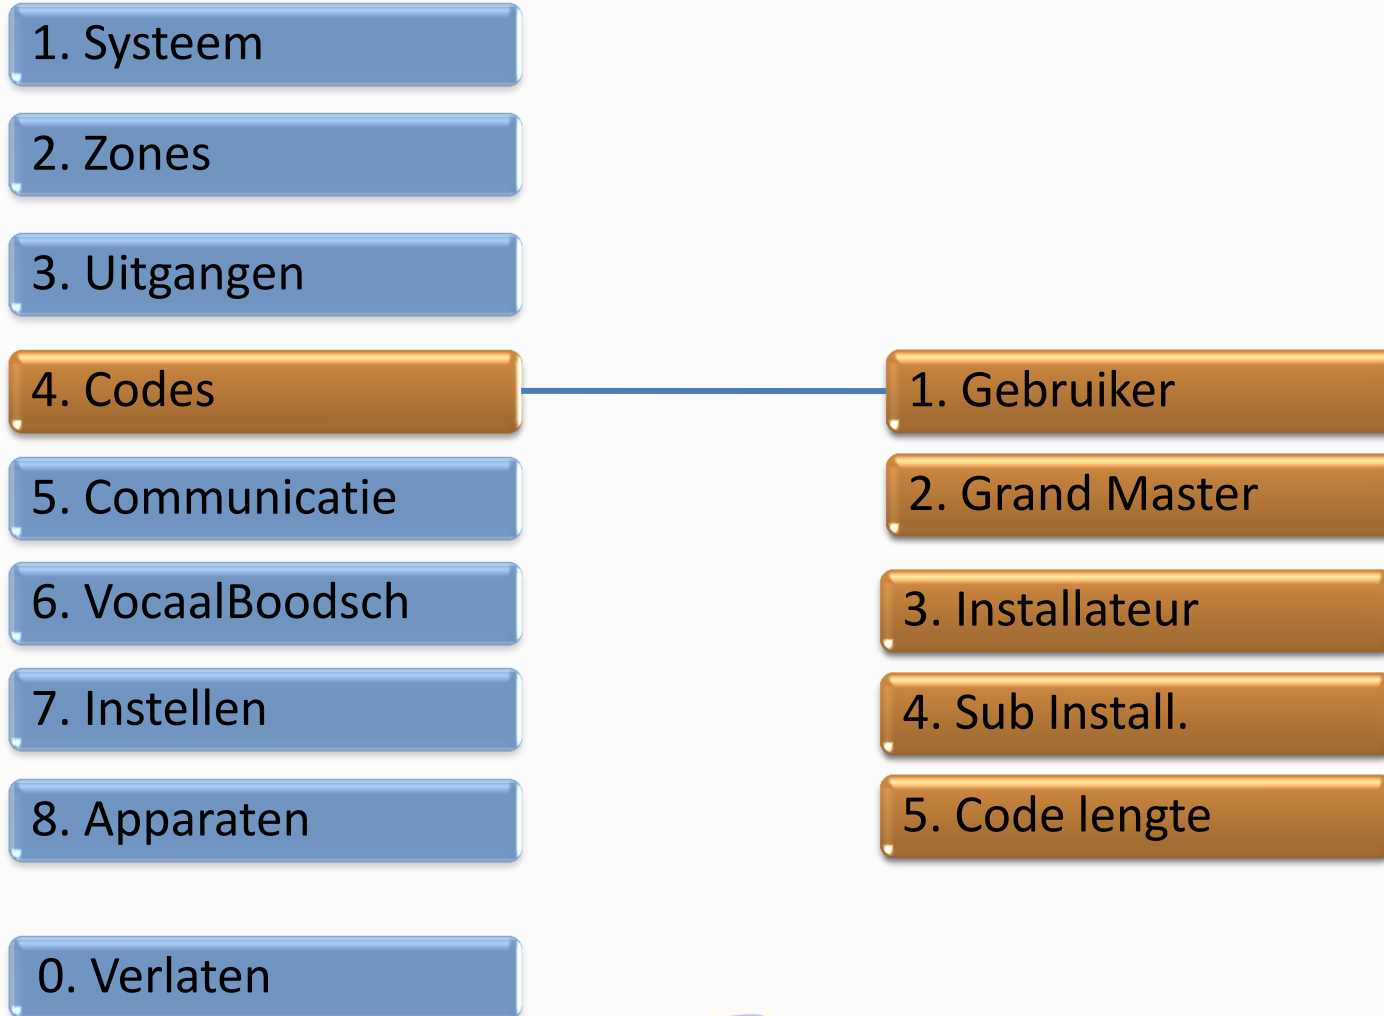 1. Systeem
2. Zones
3. Uitgangen
4. Codes
5. Communicatie
6. VocaalBoodsch
7. Instellen
8. Apparaten
0. Verlaten
1. Gebruiker
2. Grand Master
3. Installateur
4. Sub Install.
5. Code lengte